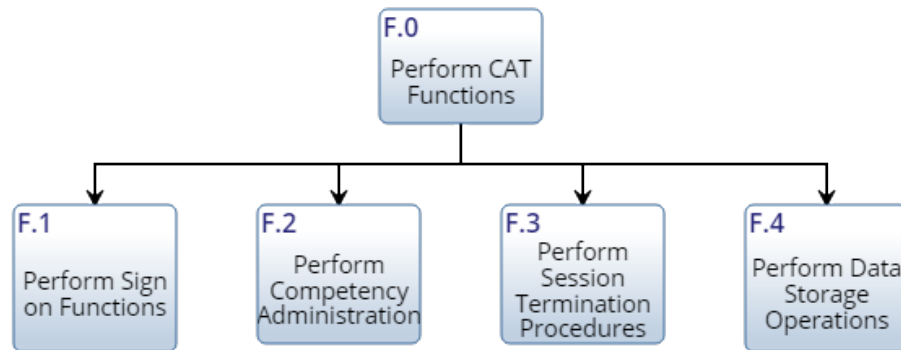 F.0
Perform CAT
Functions
F.1
Perform Sign
on Functions
F.2
Perform
Competency
Administration
F.3
Perform
Session
Termination
Procedures
F.4
Perform Data
Storage
Operations